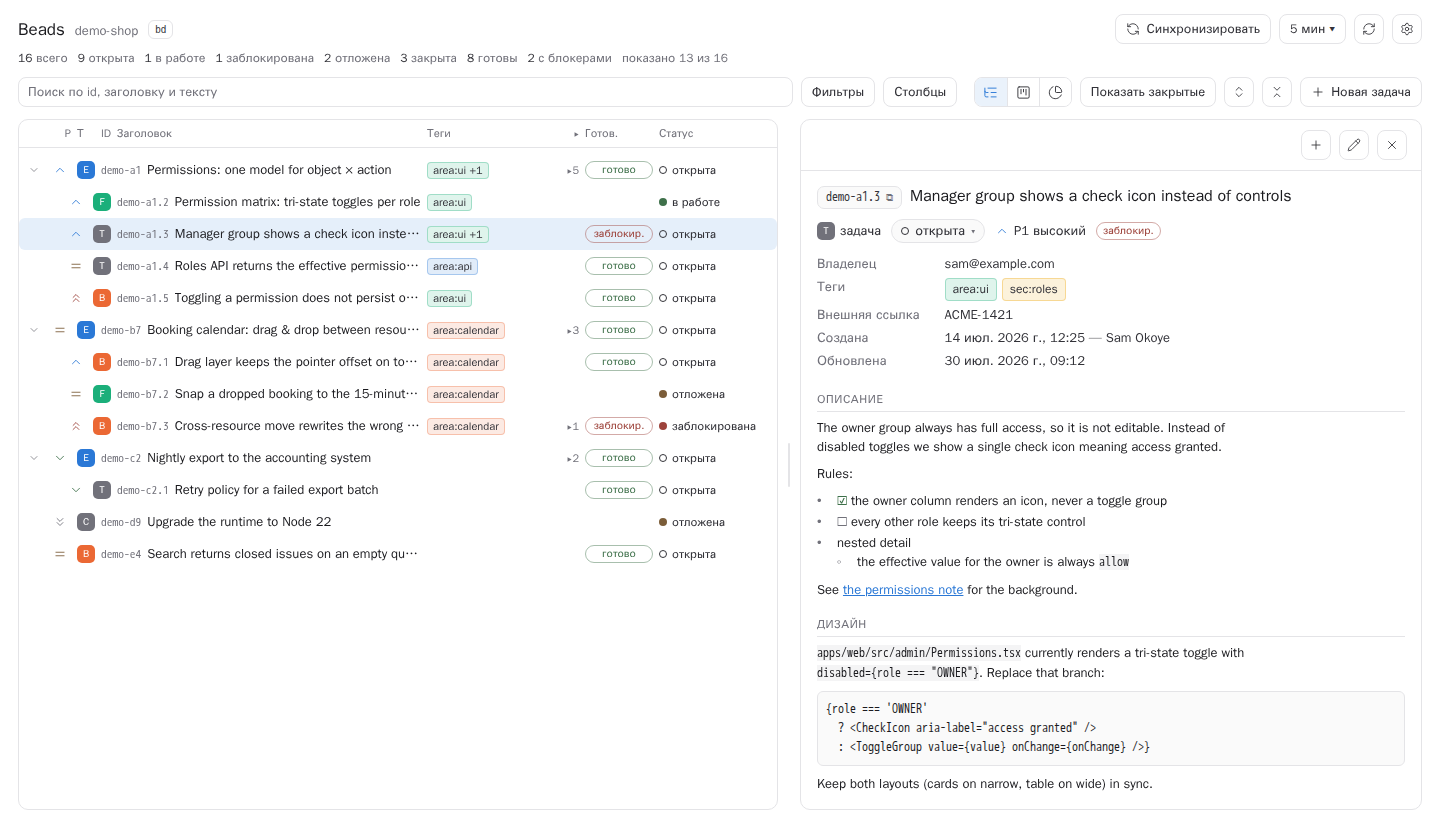 Beads demo-shop bd
Синхронизировать 5 мин ▾
16 всего 9 открыта 1 в работе 1 заблокирована 2 отложена 3 закрыта 8 готовы 2 с блокерами показано 13 из 16
Поиск по id, заголовку и тексту
Фильтры Столбцы Показать закрытые + Новая задача
P T ID Заголовок Теги ▸ Готов. Статус
E demo-a1 Permissions: one model for object × action area:ui +1 ▸5 готово открыта
F demo-a1.2 Permission matrix: tri-state toggles per role area:ui в работе
T demo-a1.3 Manager group shows a check icon inste··· area:ui +1 заблокир. открыта
T demo-a1.4 Roles API returns the effective permissio··· area:api готово открыта
B demo-a1.5 Toggling a permission does not persist o··· area:ui готово открыта
E demo-b7 Booking calendar: drag & drop between resou··· area:calendar ▸3 готово открыта
B demo-b7.1 Drag layer keeps the pointer offset on to··· area:calendar готово открыта
F demo-b7.2 Snap a dropped booking to the 15-minut··· area:calendar отложена
B demo-b7.3 Cross-resource move rewrites the wrong ··· area:calendar ▸1 заблокир. заблокирована
E demo-c2 Nightly export to the accounting system ▸2 готово открыта
T demo-c2.1 Retry policy for a failed export batch готово открыта
C demo-d9 Upgrade the runtime to Node 22 отложена
B demo-e4 Search returns closed issues on an empty qu··· готово открыта
demo-a1.3 ⧉ Manager group shows a check icon instead of controls
T задача открыта ▾ P1 высокий заблокир.
Владелец sam@example.com
Теги area:ui sec:roles
Внешняя ссылка ACME-1421
Создана 14 июл. 2026 г., 12:25 — Sam Okoye
Обновлена 30 июл. 2026 г., 09:12
ОПИСАНИЕ
The owner group always has full access, so it is not editable. Instead of
disabled toggles we show a single check icon meaning access granted.
Rules:
• ☑ the owner column renders an icon, never a toggle group
• ☐ every other role keeps its tri-state control
• nested detail
◦ the effective value for the owner is always allow
See the permissions note for the background.
ДИЗАЙН
apps/web/src/admin/Permissions.tsx currently renders a tri-state toggle with
disabled={role === "OWNER"}. Replace that branch:
{role === 'OWNER'
? <CheckIcon aria-label="access granted" />
: <ToggleGroup value={value} onChange={onChange} />}
Keep both layouts (cards on narrow, table on wide) in sync.